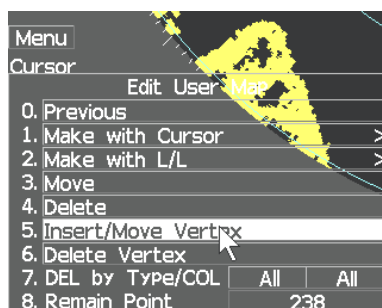 Menu
Cursor
Edit User Map
0. Previous
1. Make with Cursor >
2. Make with L/L >
3. Move
4. Delete
5. Insert/Move Vertex
6. Delete Vertex
7. DEL by Type/COL All All
8. Remain Point 238